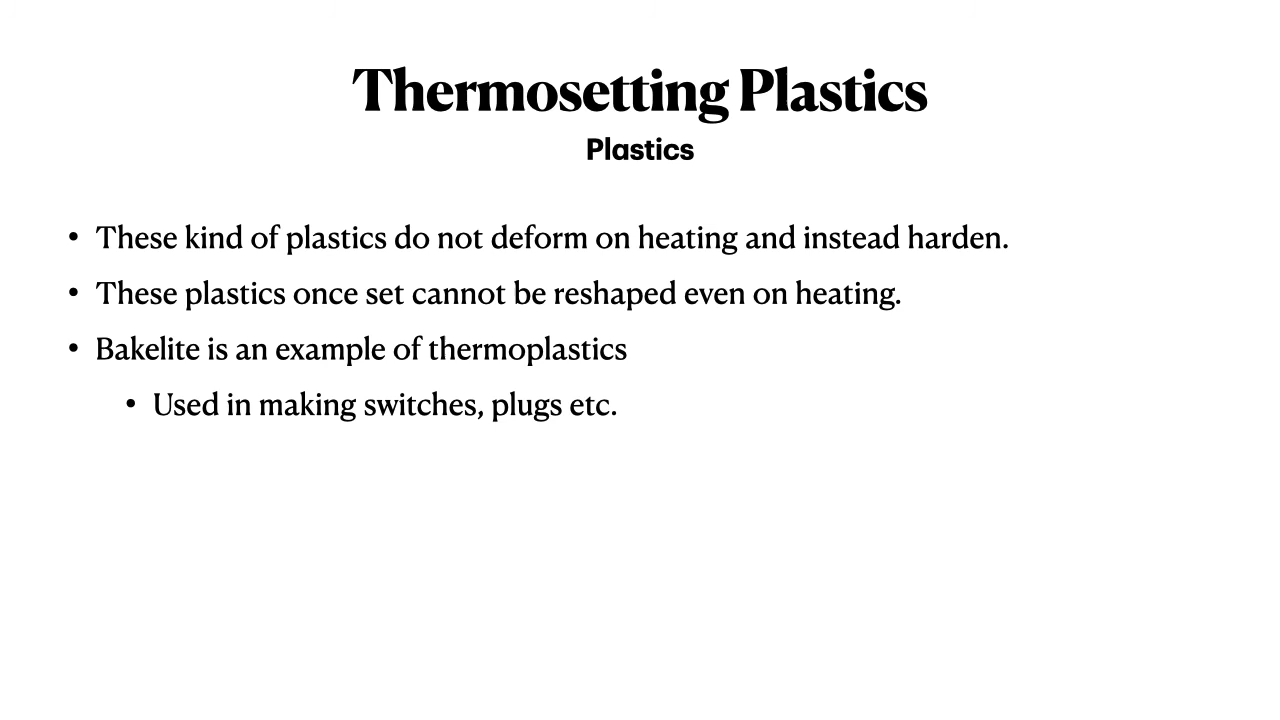 Thermosetting Plastics
Plastics
• These kind of plastics do not deform on heating and instead harden.
• These plastics once set cannot be reshaped even on heating.
• Bakelite is an example of thermoplastics
• Used in making switches, plugs etc.